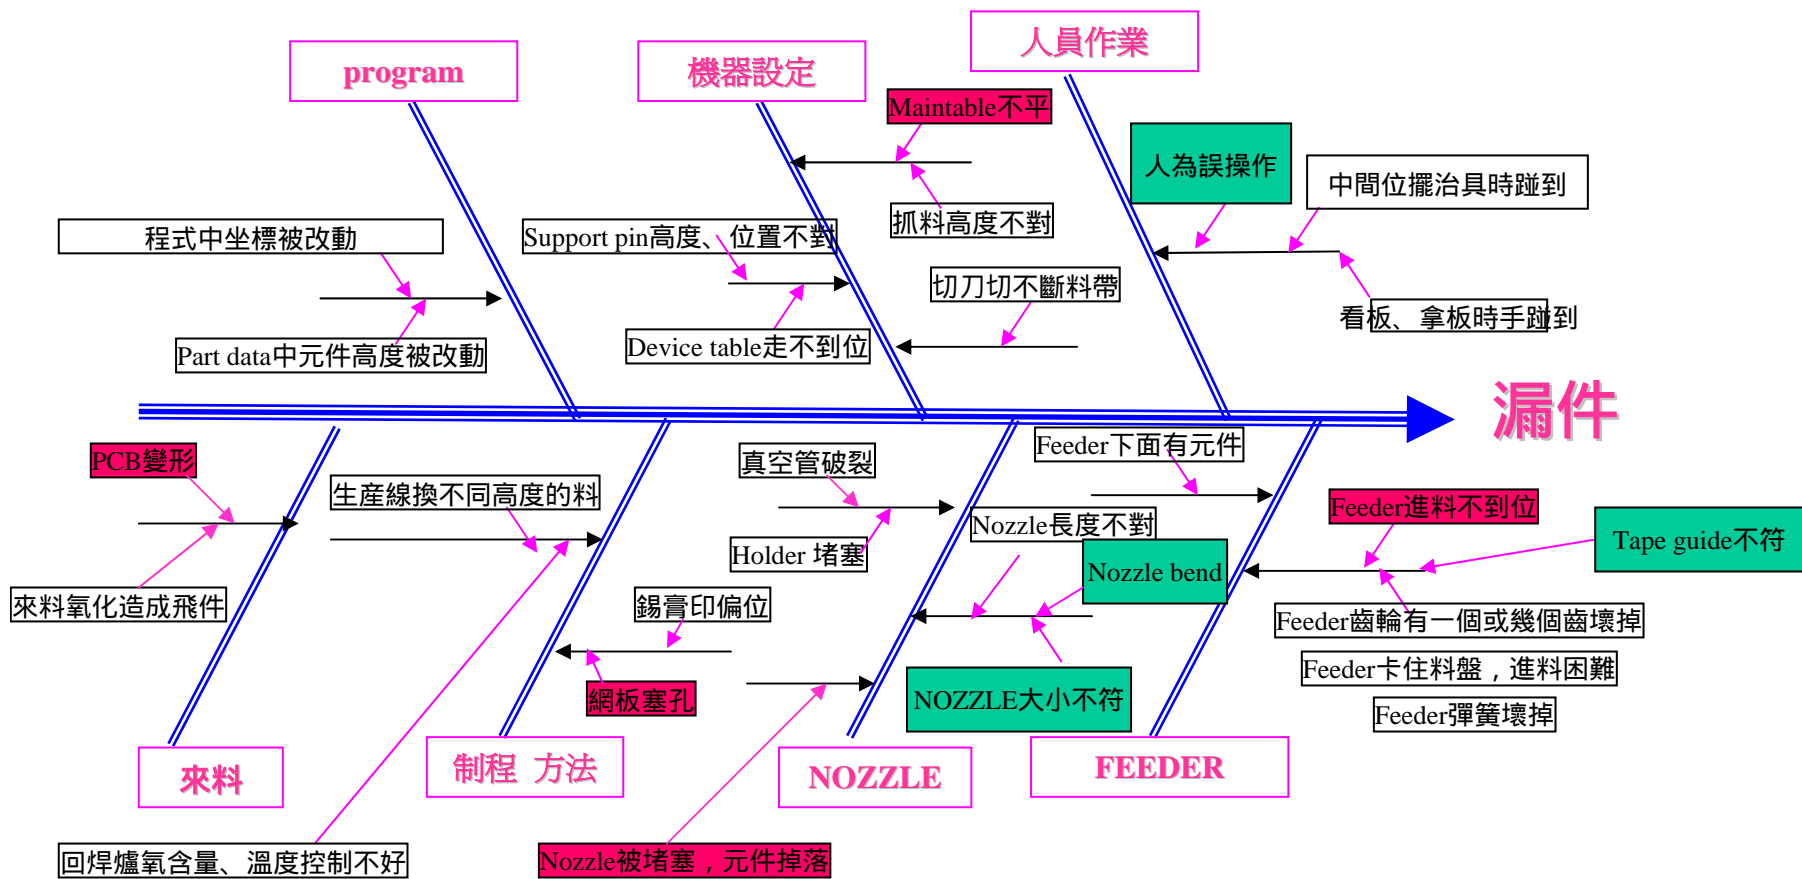 人員作業
program
機器設定
Maintable不平
人為誤操作
中間位擺治具時踫到
抓料高度不對
程式中坐標被改動
Support pin高度、位置不對
切刀切不斷料帶
看板、拿板時手踫到
Part data中元件高度被改動
Device table走不到位
漏件
PCB變形
真空管破裂
Feeder下面有元件
生産線換不同高度的料
Feeder進料不到位
Nozzle長度不對
Tape guide不符
Holder 堵塞
Nozzle bend
來料氧化造成飛件
錫膏印偏位
Feeder齒輪有一個或幾個齒壞掉
Feeder卡住料盤，進料困難
網板塞孔
NOZZLE大小不符
Feeder彈簧壞掉
來料
制程 方法
NOZZLE
FEEDER
回焊爐氧含量、溫度控制不好
Nozzle被堵塞，元件掉落